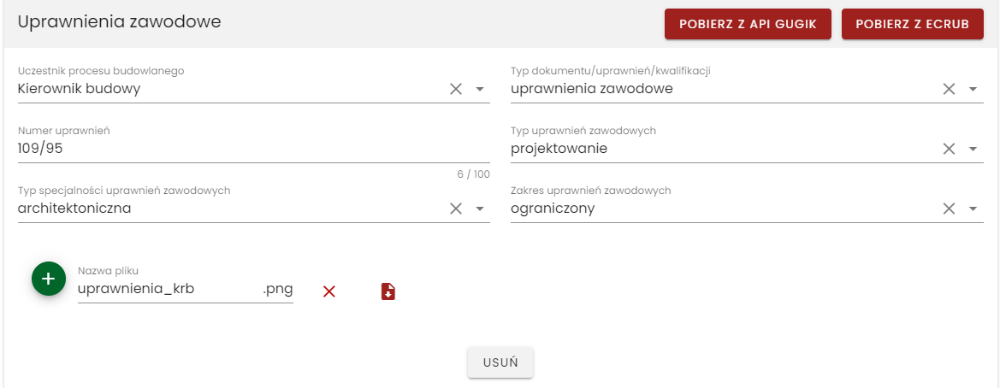 Uprawnienia zawodowe
POBIERZ Z API GUGIK
POBIERZ Z ECRUB
Uczestnik procesu budowlanego
Kierownik budowy
Typ dokumentu/uprawnień/kwalifikacji
uprawnienia zawodowe
Numer uprawnień
109/95
6 / 100
Typ uprawnień zawodowych
projektowanie
Typ specjalności uprawnień zawodowych
architektoniczna
Zakres uprawnień zawodowych
ograniczony
Nazwa pliku
uprawnienia_krb .png
USUŃ